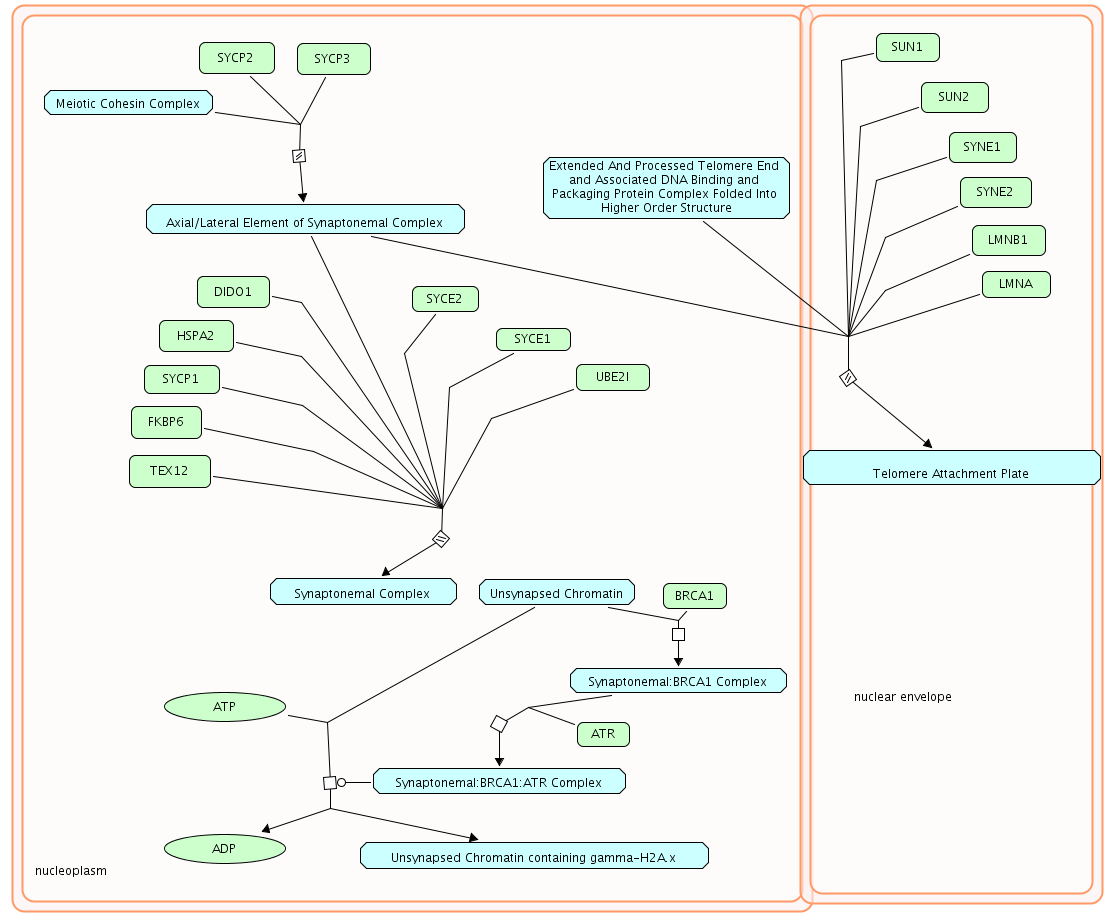 SYCP2
SYCP3
Meiotic Cohesin Complex
Axial/Lateral Element of Synaptonemal Complex
Extended And Processed Telomere End
and Associated DNA Binding and
Packaging Protein Complex Folded Into
Higher Order Structure
SUN1
SUN2
SYNE1
SYNE2
LMNB1
LMNA
DIDO1
HSPA2
SYCP1
FKBP6
TEX12
SYCE2
SYCE1
UBE2I
Telomere Attachment Plate
Synaptonemal Complex
Unsynapsed Chromatin
BRCA1
Synaptonemal:BRCA1 Complex
ATP
ATR
Synaptonemal:BRCA1:ATR Complex
ADP
Unsynapsed Chromatin containing gamma-H2A.x
nucleoplasm
nuclear envelope